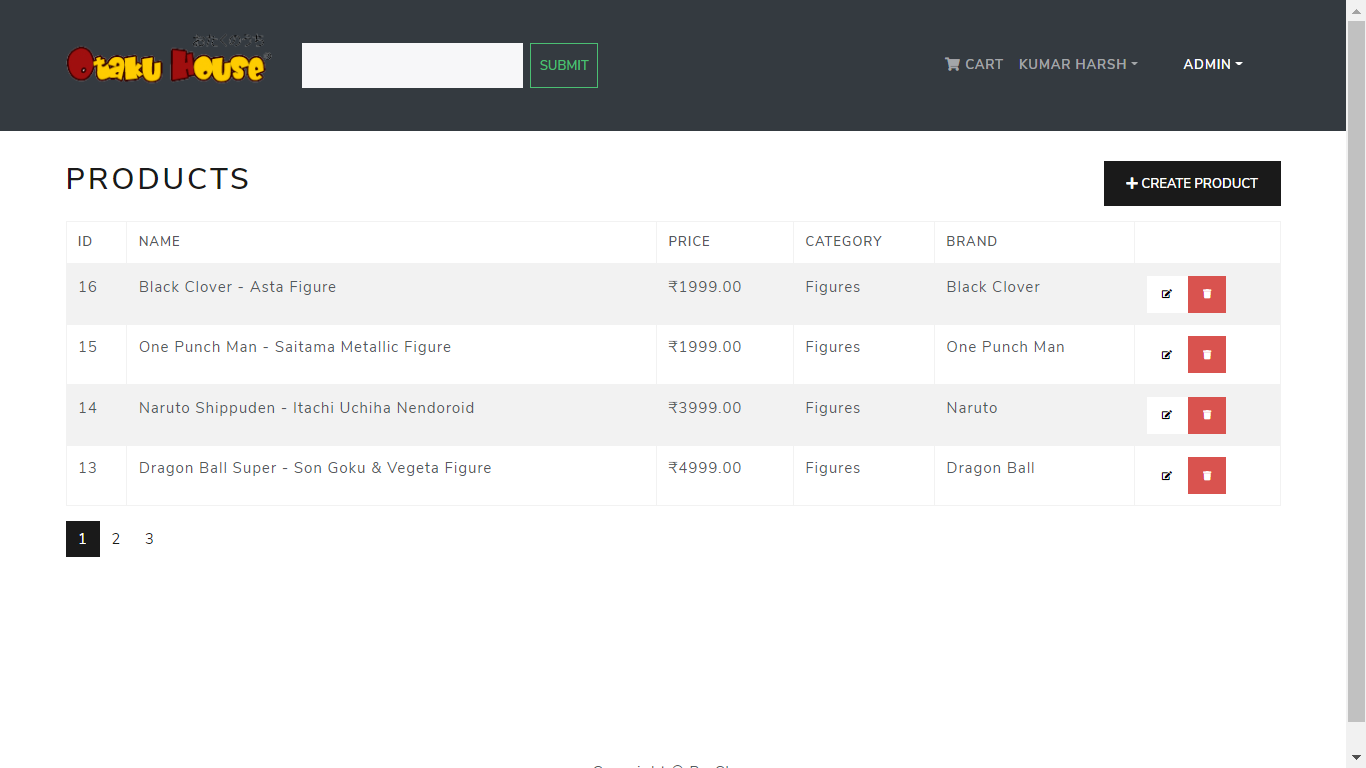 Otaku House
SUBMIT
CART
KUMAR HARSH
ADMIN
PRODUCTS
CREATE PRODUCT
ID NAME PRICE CATEGORY BRAND
16 Black Clover - Asta Figure ₹1999.00 Figures Black Clover
15 One Punch Man - Saitama Metallic Figure ₹1999.00 Figures One Punch Man
14 Naruto Shippuden - Itachi Uchiha Nendoroid ₹3999.00 Figures Naruto
13 Dragon Ball Super - Son Goku & Vegeta Figure ₹4999.00 Figures Dragon Ball
1 2 3